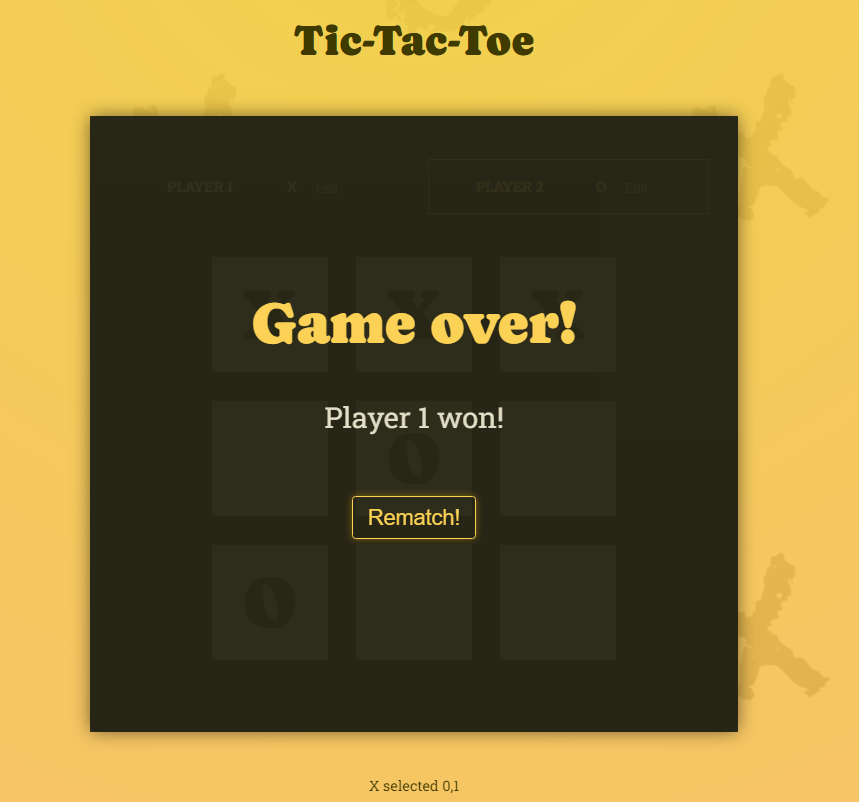 Tic-Tac-Toe
PLAYER 1 X Edit PLAYER 2 O Edit
X X X
Game over!
Player 1 won!
O
Rematch!
O
X selected 0,1